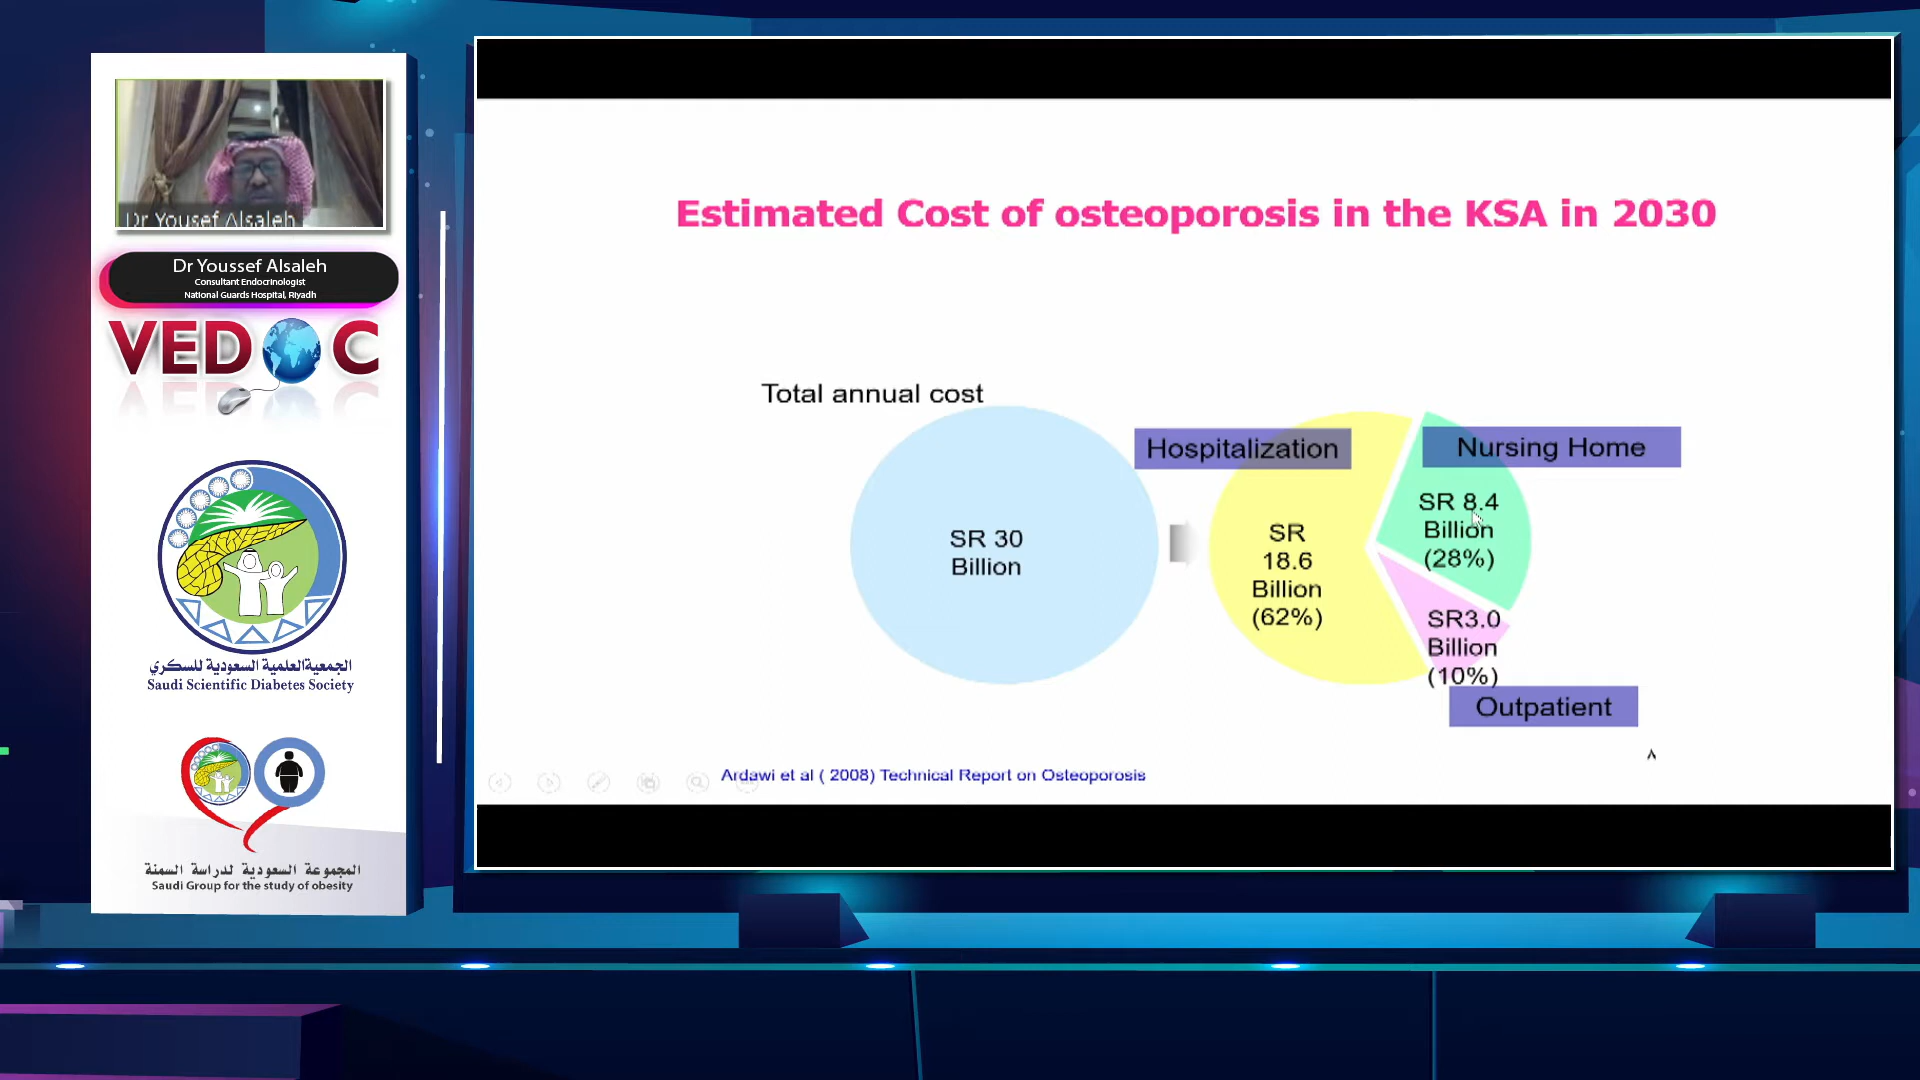 Dr Yousef Alsaleh
Dr Youssef Alsaleh
Consultant Endocrinologist
National Guards Hospital, Riyadh
VEDOC
الجمعية العلمية السعودية للسكري
Saudi Scientific Diabetes Society
المجموعة السعودية لدراسة السمنة
Saudi Group for the study of obesity
Estimated Cost of osteoporosis in the KSA in 2030
Total annual cost
SR 30
Billion
Hospitalization
SR
18.6
Billion
(62%)
Nursing Home
SR 8.4
Billion
(28%)
SR3.0
Billion
(10%)
Outpatient
٨
Ardawi et al ( 2008) Technical Report on Osteoporosis